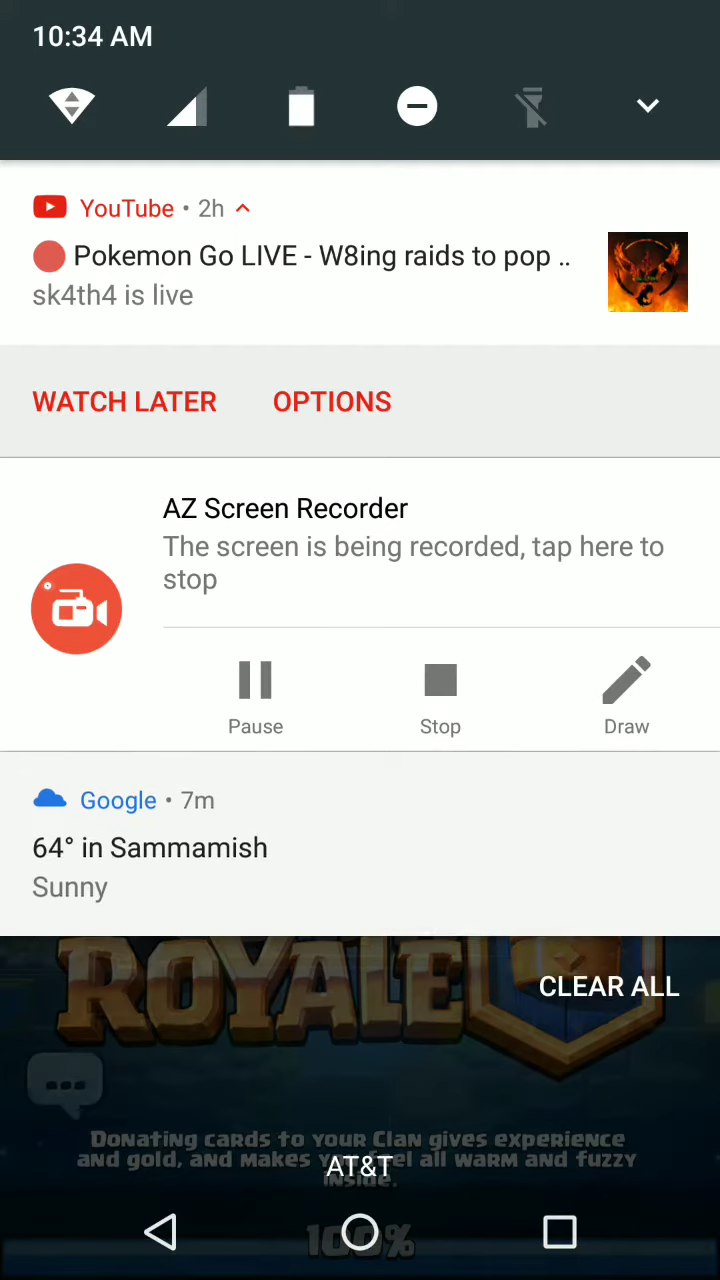 10:34 AM
YouTube • 2h
Pokemon Go LIVE - W8ing raids to pop ..
sk4th4 is live
WATCH LATER OPTIONS
AZ Screen Recorder
The screen is being recorded, tap here to
stop
Pause Stop Draw
Google • 7m
64° in Sammamish
Sunny
ROYALE
CLEAR ALL
Donating cards to your Clan gives experience
and gold, and makes you feel all warm and fuzzy
AT&T
inside.
100%